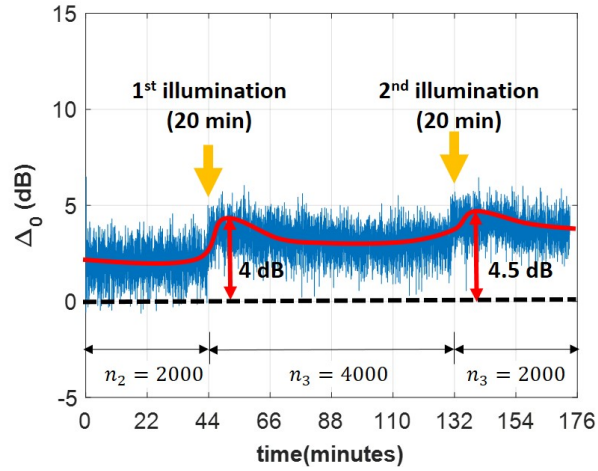 15
10
5
0
-5
Δ0 (dB)
1st illumination
(20 min)
2nd illumination
(20 min)
4 dB
4.5 dB
n2 = 2000
n3 = 4000
n3 = 2000
0 22 44 66 88 110 132 154 176
time(minutes)